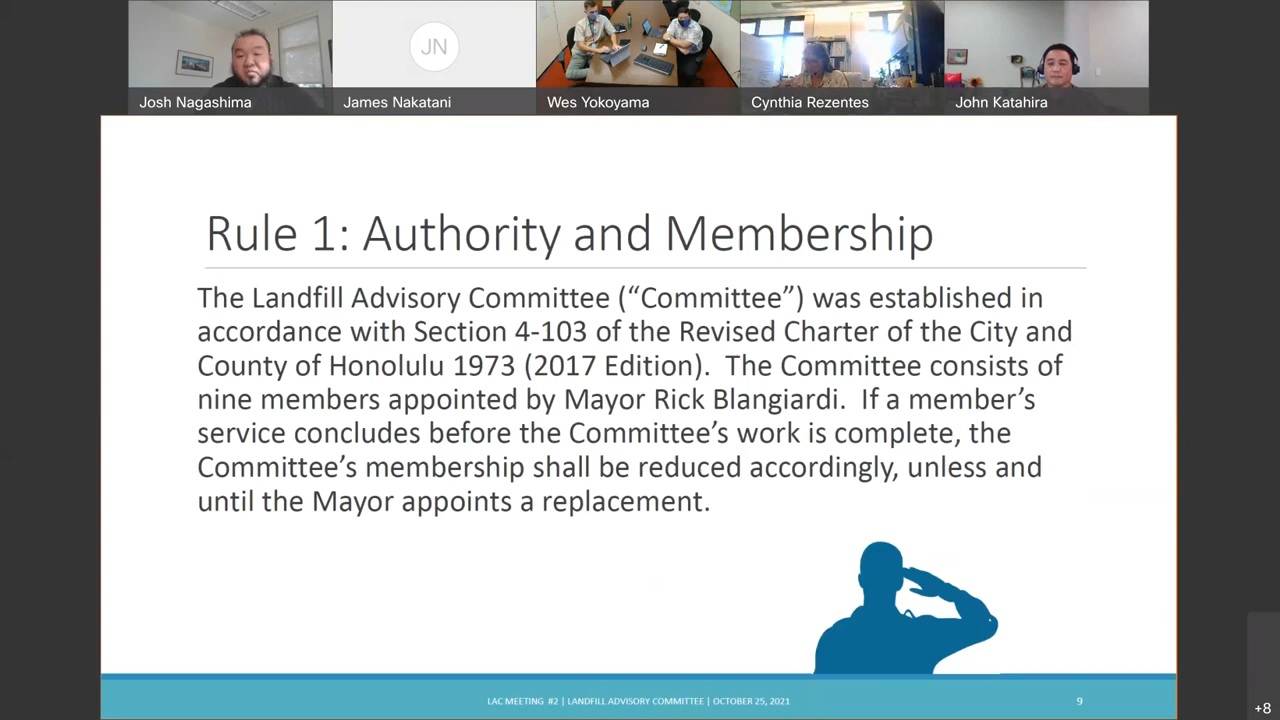 JN
Josh Nagashima
James Nakatani
Wes Yokoyama
Cynthia Rezentes
John Katahira
Rule 1: Authority and Membership
The Landfill Advisory Committee (“Committee”) was established in
accordance with Section 4-103 of the Revised Charter of the City and
County of Honolulu 1973 (2017 Edition).  The Committee consists of
nine members appointed by Mayor Rick Blangiardi.  If a member’s
service concludes before the Committee’s work is complete, the
Committee’s membership shall be reduced accordingly, unless and
until the Mayor appoints a replacement.
LAC MEETING #2 | LANDFILL ADVISORY COMMITTEE | OCTOBER 25, 2021
9
+8